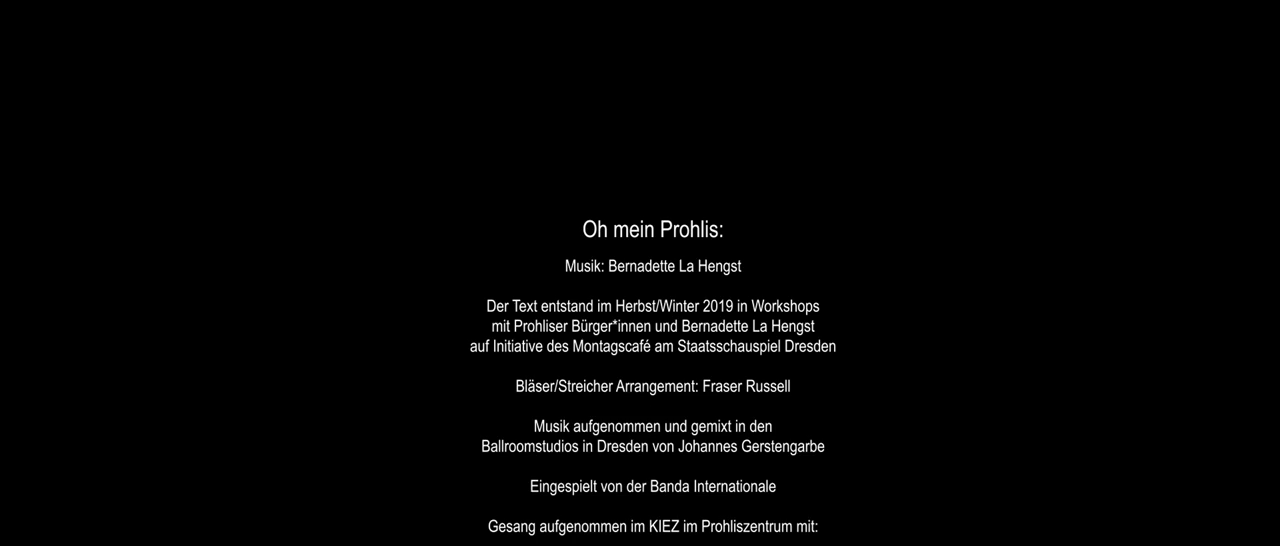 Oh mein Prohlis:
Musik: Bernadette La Hengst
Der Text entstand im Herbst/Winter 2019 in Workshops
mit Prohliser Bürger*innen und Bernadette La Hengst
auf Initiative des Montagscafé am Staatsschauspiel Dresden
Bläser/Streicher Arrangement: Fraser Russell
Musik aufgenommen und gemixt in den
Ballroomstudios in Dresden von Johannes Gerstengarbe
Eingespielt von der Banda Internationale
Gesang aufgenommen im KIEZ im Prohliszentrum mit: